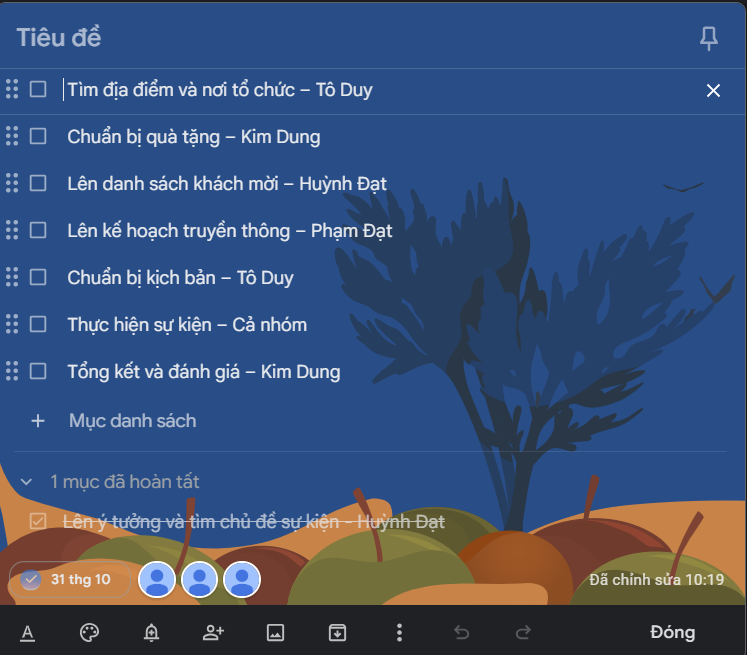 Tiêu đề
Tìm địa điểm và nơi tổ chức – Tô Duy
Chuẩn bị quà tặng – Kim Dung
Lên danh sách khách mời – Huỳnh Đạt
Lên kế hoạch truyền thông – Phạm Đạt
Chuẩn bị kịch bản – Tô Duy
Thực hiện sự kiện – Cả nhóm
Tổng kết và đánh giá – Kim Dung
+ Mục danh sách
1 mục đã hoàn tất
Lên ý tưởng và tìm chủ đề sự kiện - Huỳnh Đạt
31 thg 10
Đã chỉnh sửa 10:19
A
Đóng